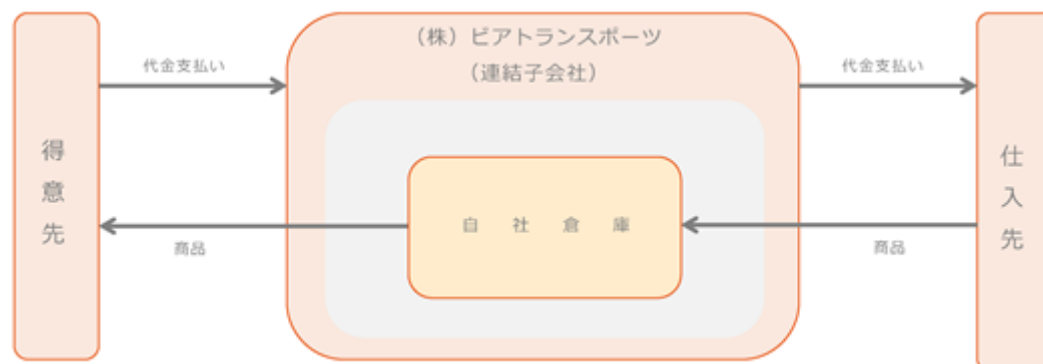 (株)ビアトランスポーツ
(連結子会社)
代金支払い
代金支払い
得意先
自社倉庫
仕入先
商品
商品